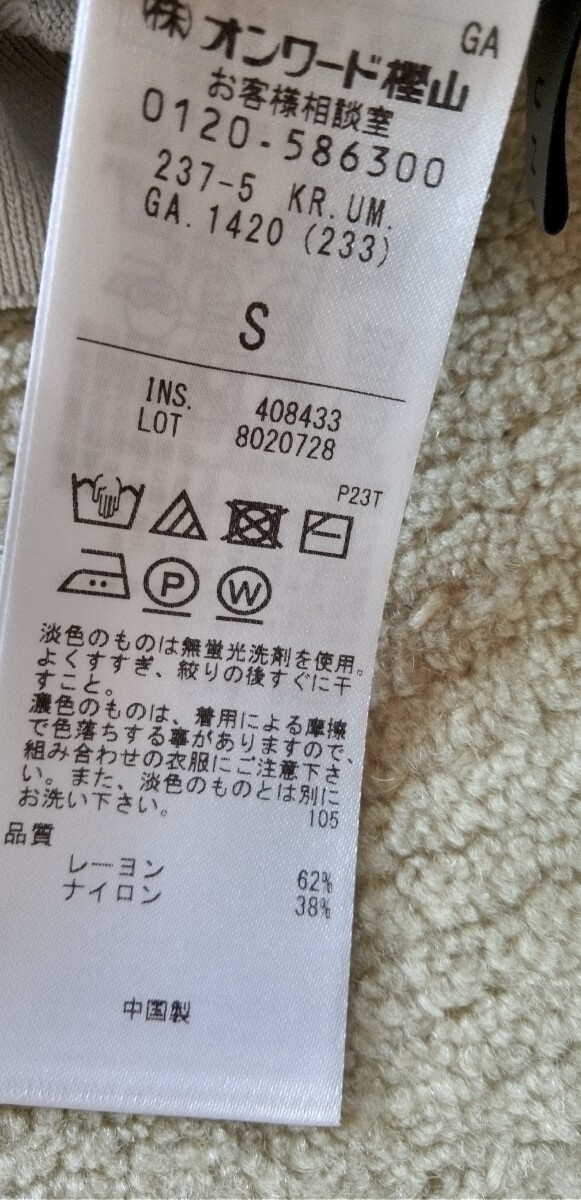 GA
(株)オンワード樫山
お客様相談室
0120-586300
237-5 KR.UM.
GA.1420 (233)
S
INS. 408433
LOT 8020728
P23T
P W
淡色のものは無蛍光洗剤を使用。
よくすすぎ、絞りの後すぐに干
すこと。
濃色のものは、着用による摩擦
で色落ちする事がありますので、
組み合わせの衣服にご注意下さ
い。また、淡色のものとは別に
お洗い下さい。
105
品質
レーヨン 62%
ナイロン 38%
中国製